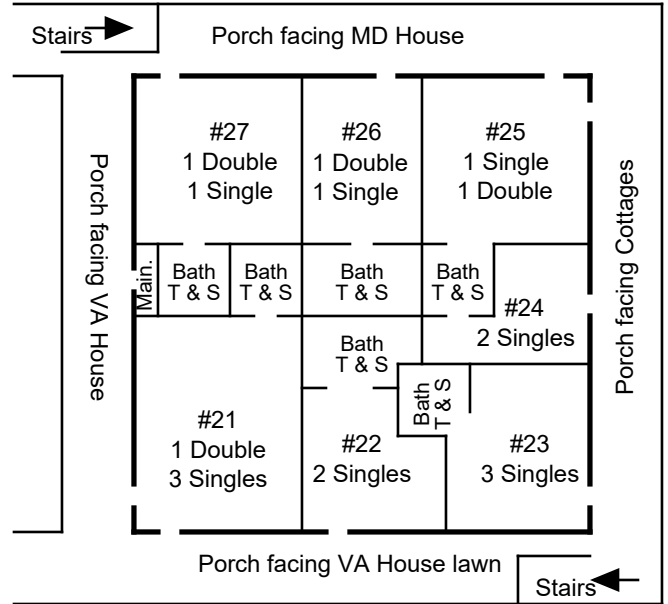 Stairs
Porch facing MD House
#27
1 Double
1 Single
#26
1 Double
1 Single
#25
1 Single
1 Double
Porch facing VA House
Porch facing Cottages
Main.
Bath
T & S
Bath
T & S
Bath
T & S
Bath
T & S
#24
2 Singles
Bath
T & S
Bath
T & S
#21
1 Double
3 Singles
#22
2 Singles
#23
3 Singles
Porch facing VA House lawn
Stairs